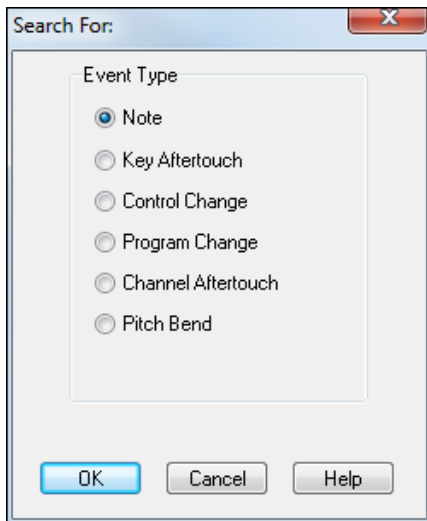 Search For:
Event Type
Note
Key Aftertouch
Control Change
Program Change
Channel Aftertouch
Pitch Bend
OK Cancel Help